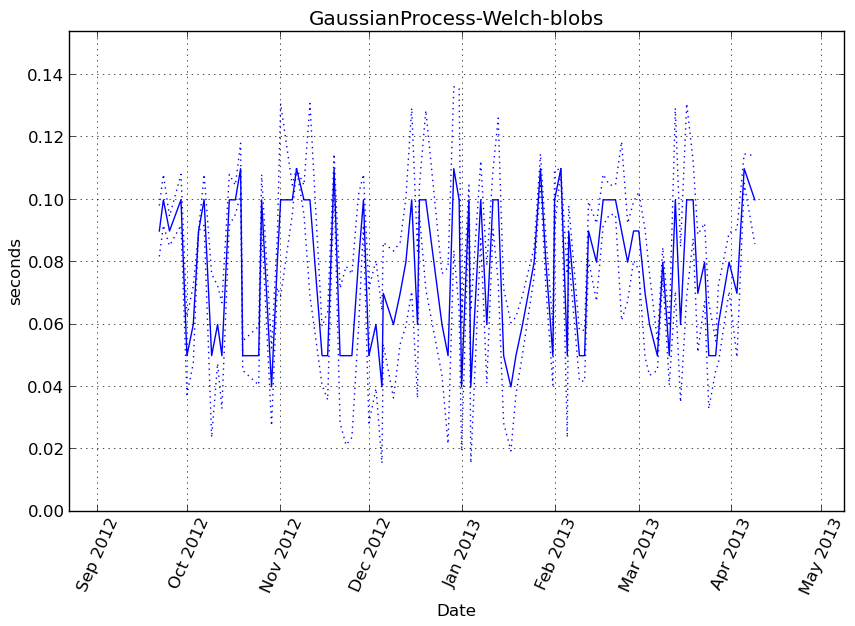 GaussianProcess-Welch-blobs
0.14
0.12
0.10
0.08
0.06
0.04
0.02
0.00
seconds
Sep 2012
Oct 2012
Nov 2012
Dec 2012
Jan 2013
Feb 2013
Mar 2013
Apr 2013
May 2013
Date